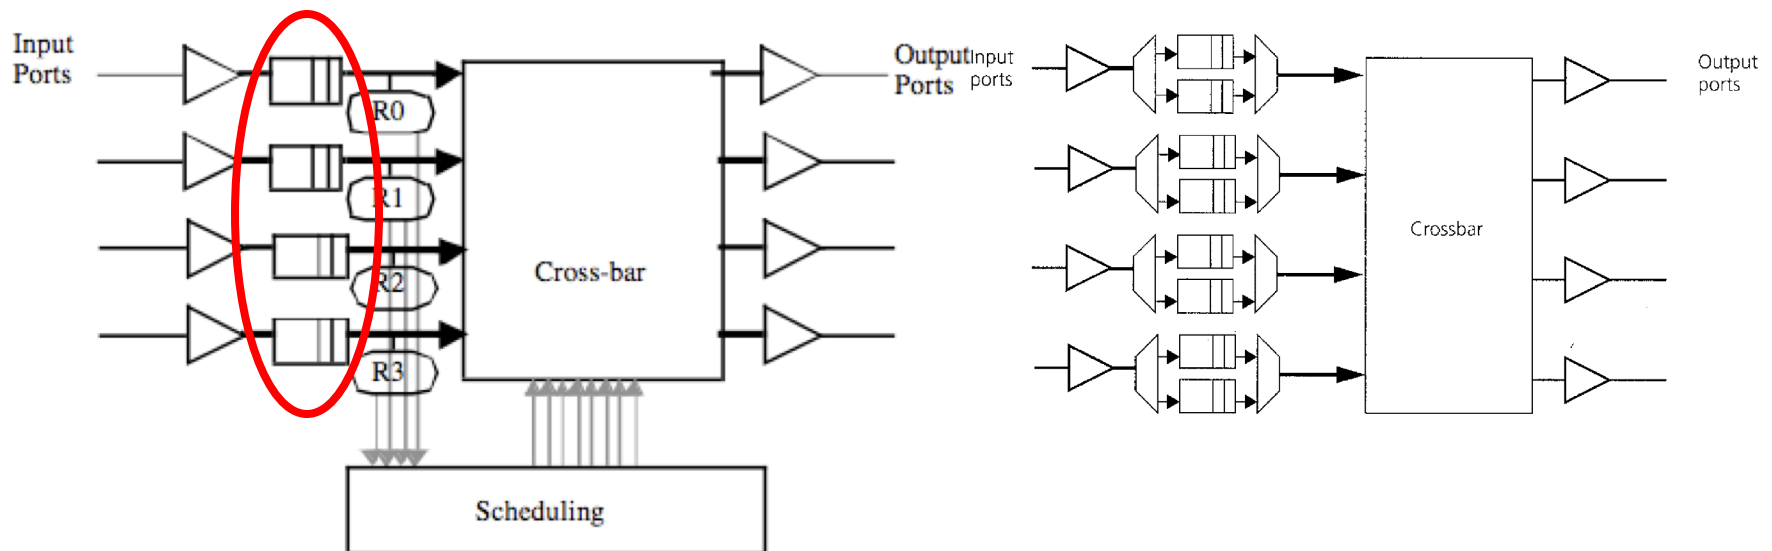 Input
Ports
R0
R1
R2
R3
Cross-bar
Scheduling
Output
Ports
Input
ports
Crossbar
Output
ports